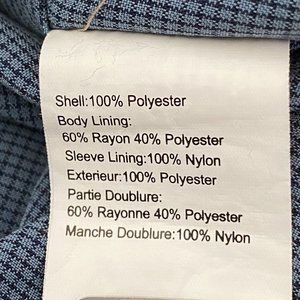 Shell:100% Polyester
Body Lining:
60% Rayon 40% Polyester
Sleeve Lining:100% Nylon
Exterieur:100% Polyester
Partie Doublure:
60% Rayonne 40% Polyester
Manche Doublure:100% Nylon